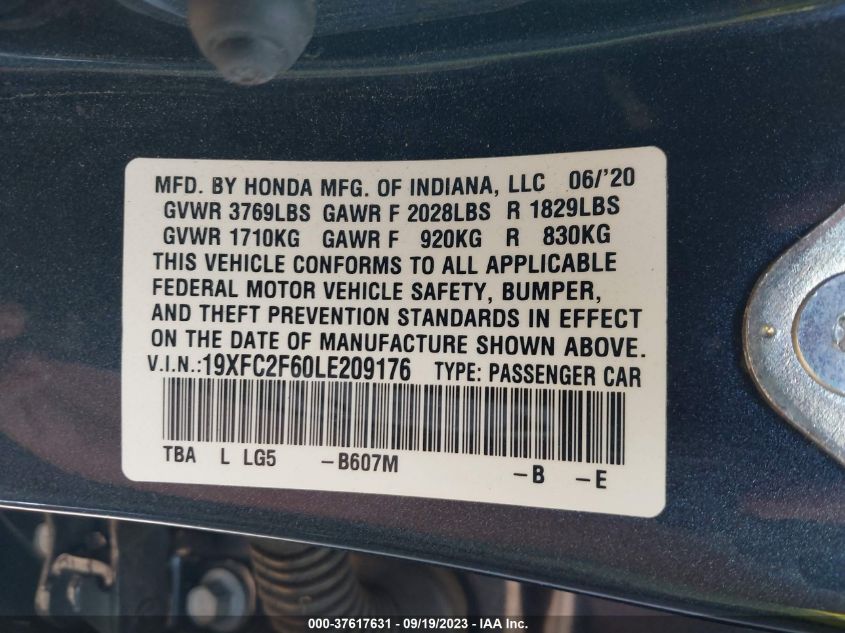 MFD. BY HONDA MFG. OF INDIANA, LLC 06/'20
GVWR 3769LBS GAWR F 2028LBS R 1829LBS
GVWR 1710KG GAWR F 920KG R 830KG
THIS VEHICLE CONFORMS TO ALL APPLICABLE
FEDERAL MOTOR VEHICLE SAFETY, BUMPER,
AND THEFT PREVENTION STANDARDS IN EFFECT
ON THE DATE OF MANUFACTURE SHOWN ABOVE.
V.I.N.:19XFC2F60LE209176 TYPE: PASSENGER CAR
TBA L LG5 -B607M -B -E
000-37617631 - 09/19/2023 - IAA Inc.